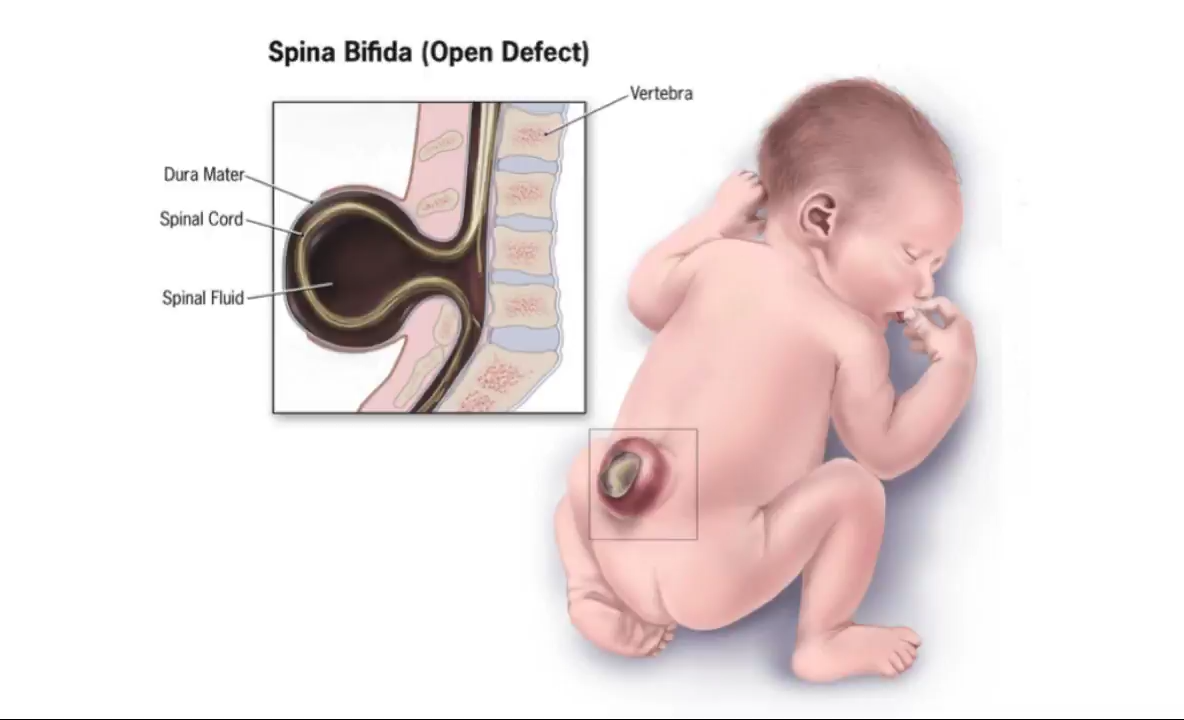 Spina Bifida (Open Defect)
Vertebra
Dura Mater
Spinal Cord
Spinal Fluid